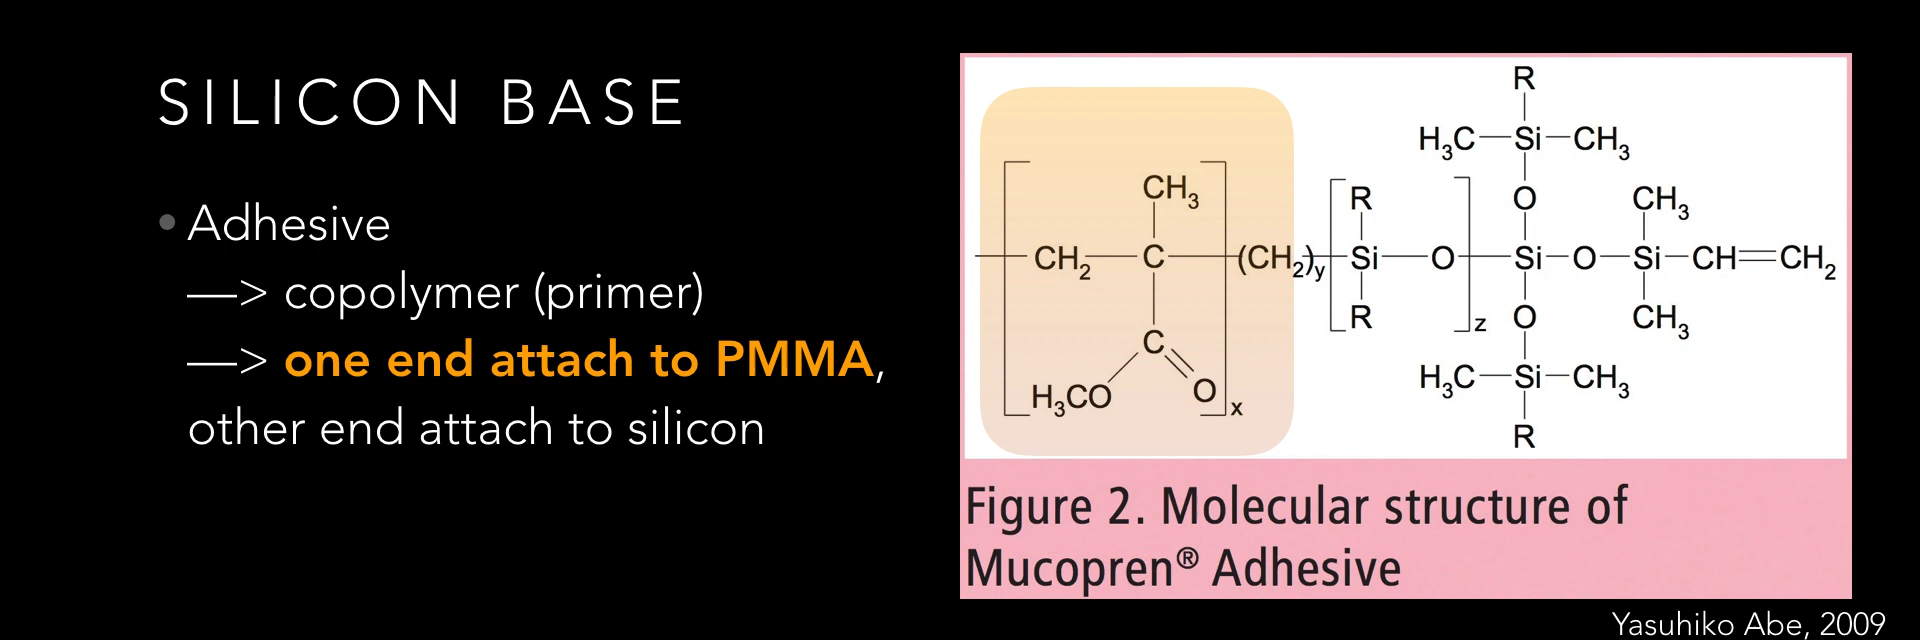 SILICON BASE
• Adhesive
—> copolymer (primer)
—> one end attach to PMMA,
other end attach to silicon
R
H₃C—Si—CH₃
CH₃ R O CH₃
CH₂—C—(CH₂)y Si—O Si—O—Si—CH=CH₂
R z O CH₃
C
H₃CO O x H₃C—Si—CH₃
R
Figure 2. Molecular structure of
Mucopren® Adhesive
Yasuhiko Abe, 2009